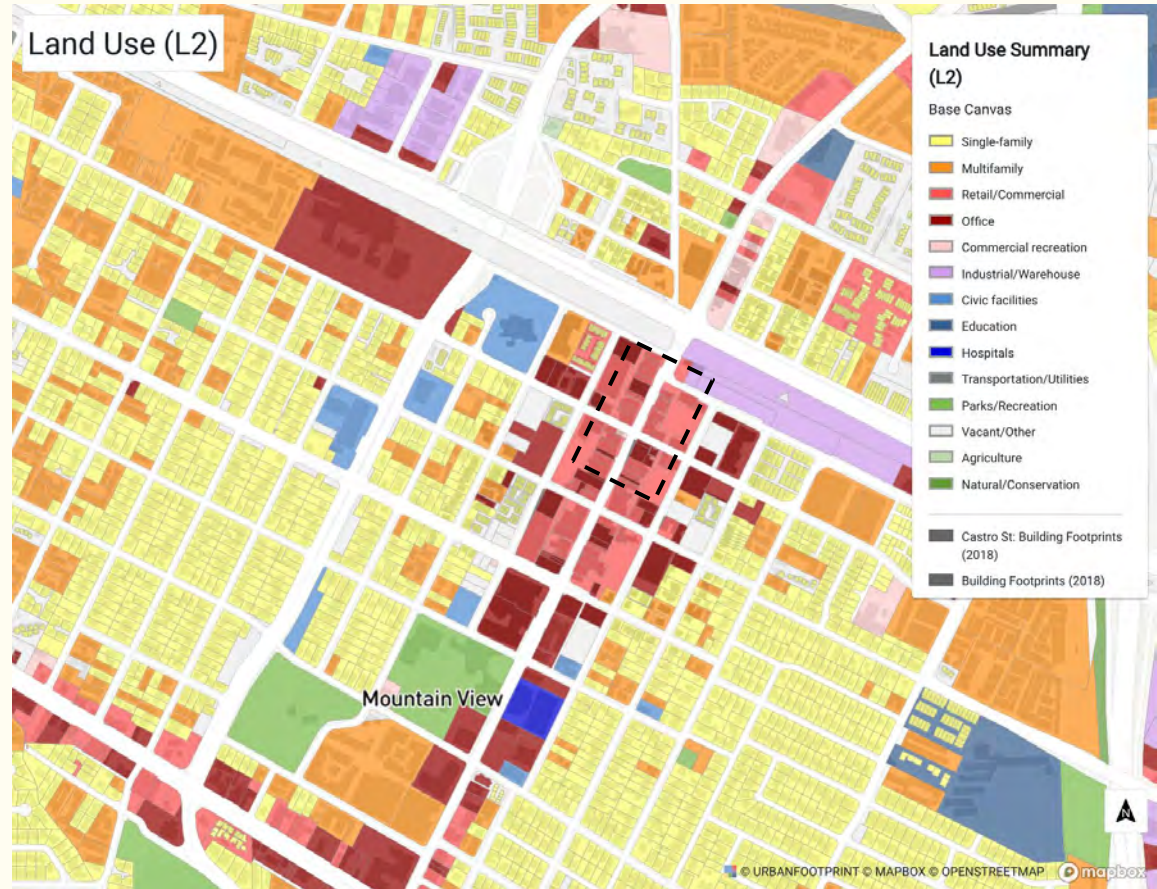 Land Use (L2)
Land Use Summary
(L2)
Base Canvas
Single-family
Multifamily
Retail/Commercial
Office
Commercial recreation
Industrial/Warehouse
Civic facilities
Education
Hospitals
Transportation/Utilities
Parks/Recreation
Vacant/Other
Agriculture
Natural/Conservation
Castro St: Building Footprints
(2018)
Building Footprints (2018)
Mountain View
N
© URBANFOOTPRINT © MAPBOX © OPENSTREETMAP mapbox